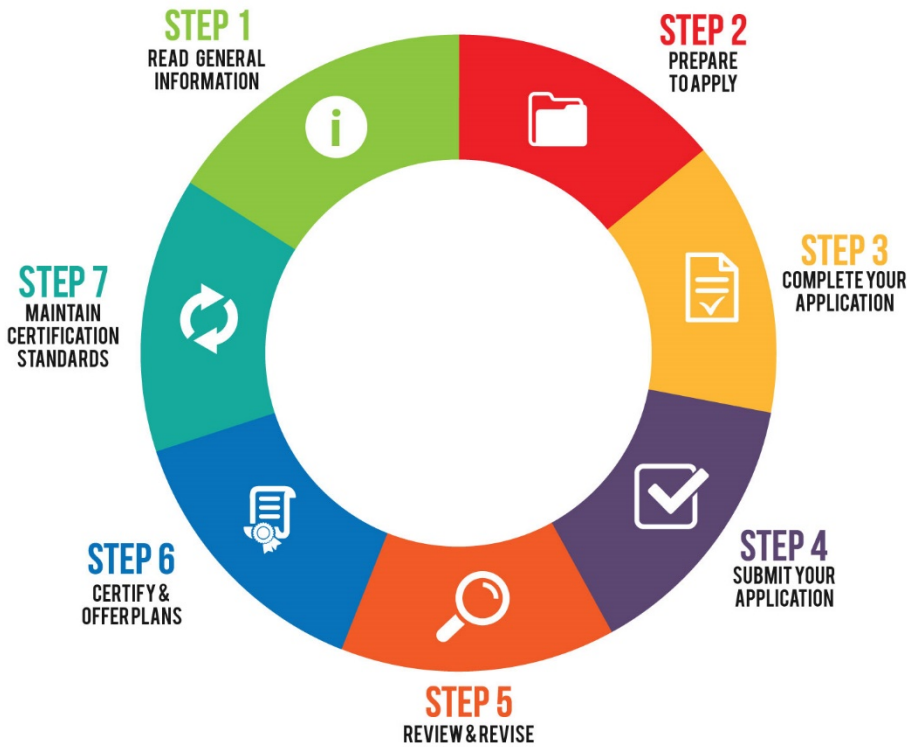 STEP 1
READ GENERAL
INFORMATION
STEP 2
PREPARE
TO APPLY
STEP 3
COMPLETE YOUR
APPLICATION
STEP 4
SUBMIT YOUR
APPLICATION
STEP 5
REVIEW & REVISE
STEP 6
CERTIFY &
OFFER PLANS
STEP 7
MAINTAIN
CERTIFICATION
STANDARDS
i